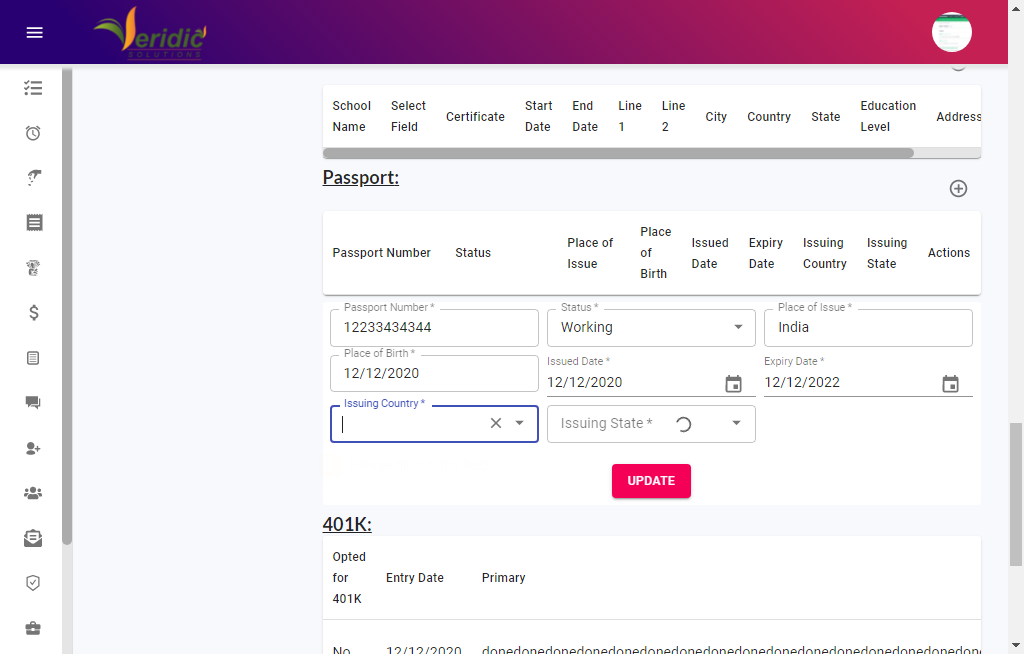 Veridic
SOLUTIONS
School Name
Select Field
Certificate
Start Date
End Date
Line 1
Line 2
City
Country
State
Education Level
Address
Passport:
Passport Number
Status
Place of Issue
Place of Birth
Issued Date
Expiry Date
Issuing Country
Issuing State
Actions
Passport Number *
12233434344
Status *
Working
Place of Issue *
India
Place of Birth *
12/12/2020
Issued Date *
12/12/2020
Expiry Date *
12/12/2022
Issuing Country *
Issuing State *
UPDATE
401K:
Opted for 401K
Entry Date
Primary
No
12/12/2020
donedonedonedonedonedonedonedonedonedonedonedonedonedonedonedone